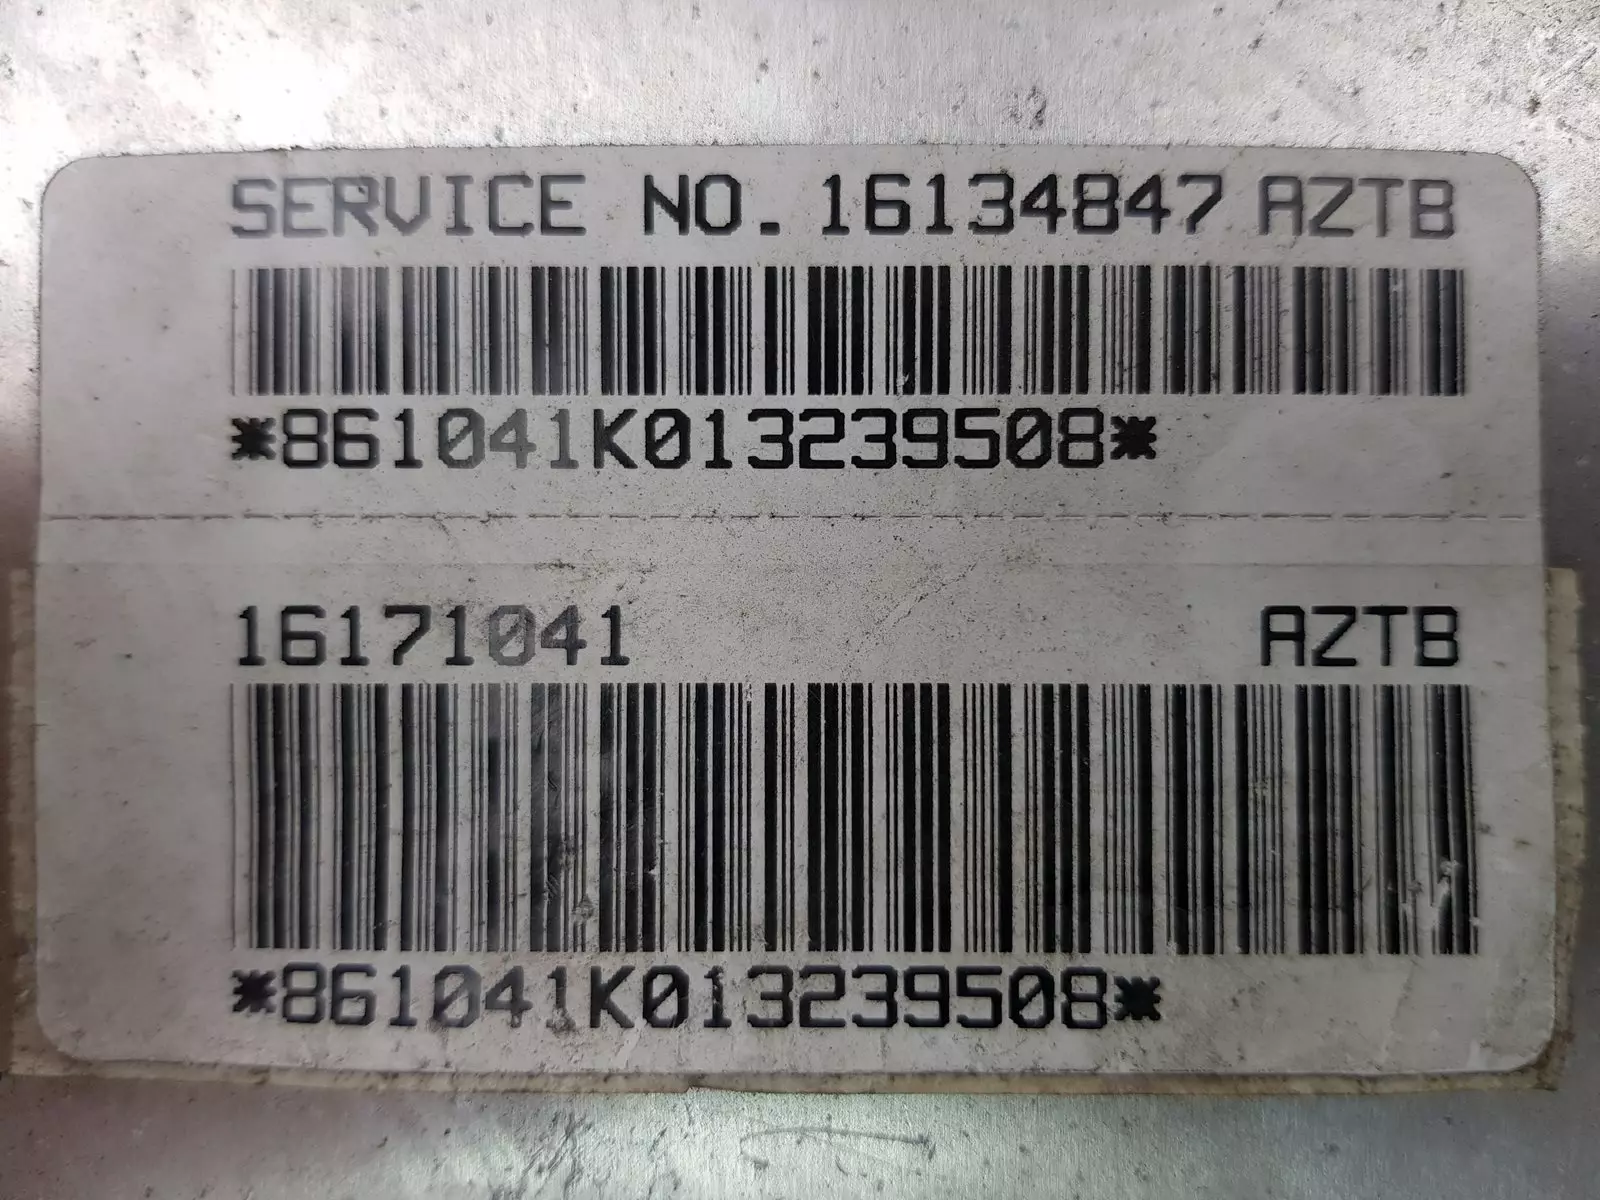 SERVICE NO. 16134847 AZTB
*861041K013239508*
16171041 AZTB
*861041K013239508*